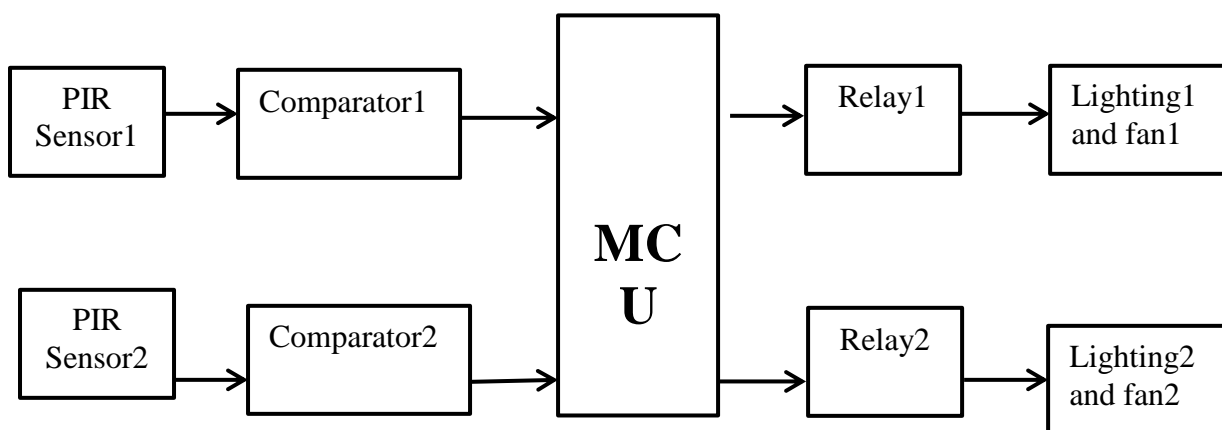 PIR
Sensor1
Comparator1
MC
U
Relay1
Lighting1
and fan1
PIR
Sensor2
Comparator2
Relay2
Lighting2
and fan2